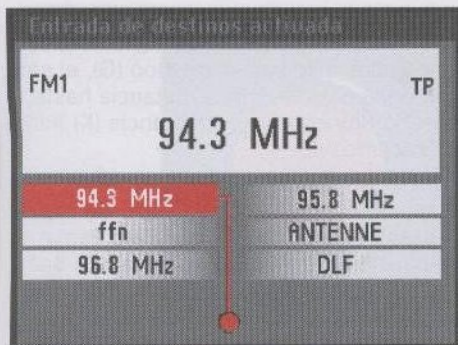 Entrada de destinos actuada
FM1 TP
94.3 MHz
94.3 MHz 95.8 MHz
ffn ANTENNE
96.8 MHz DLF